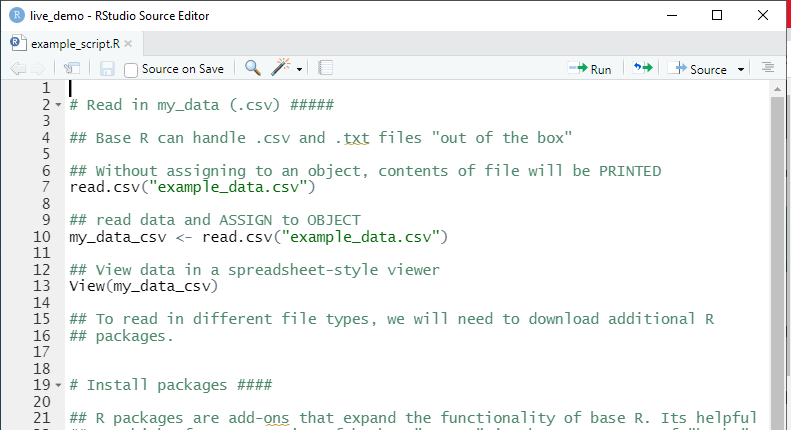 live_demo - RStudio Source Editor
example_script.R
Source on Save
Run
Source
1
2 # Read in my_data (.csv) #####
3
4 ## Base R can handle .csv and .txt files "out of the box"
5
6 ## Without assigning to an object, contents of file will be PRINTED
7 read.csv("example_data.csv")
8
9 ## read data and ASSIGN to OBJECT
10 my_data_csv <- read.csv("example_data.csv")
11
12 ## View data in a spreadsheet-style viewer
13 View(my_data_csv)
14
15 ## To read in different file types, we will need to download additional R
16 ## packages.
17
18
19 # Install packages ####
20
21 ## R packages are add-ons that expand the functionality of base R. Its helpful